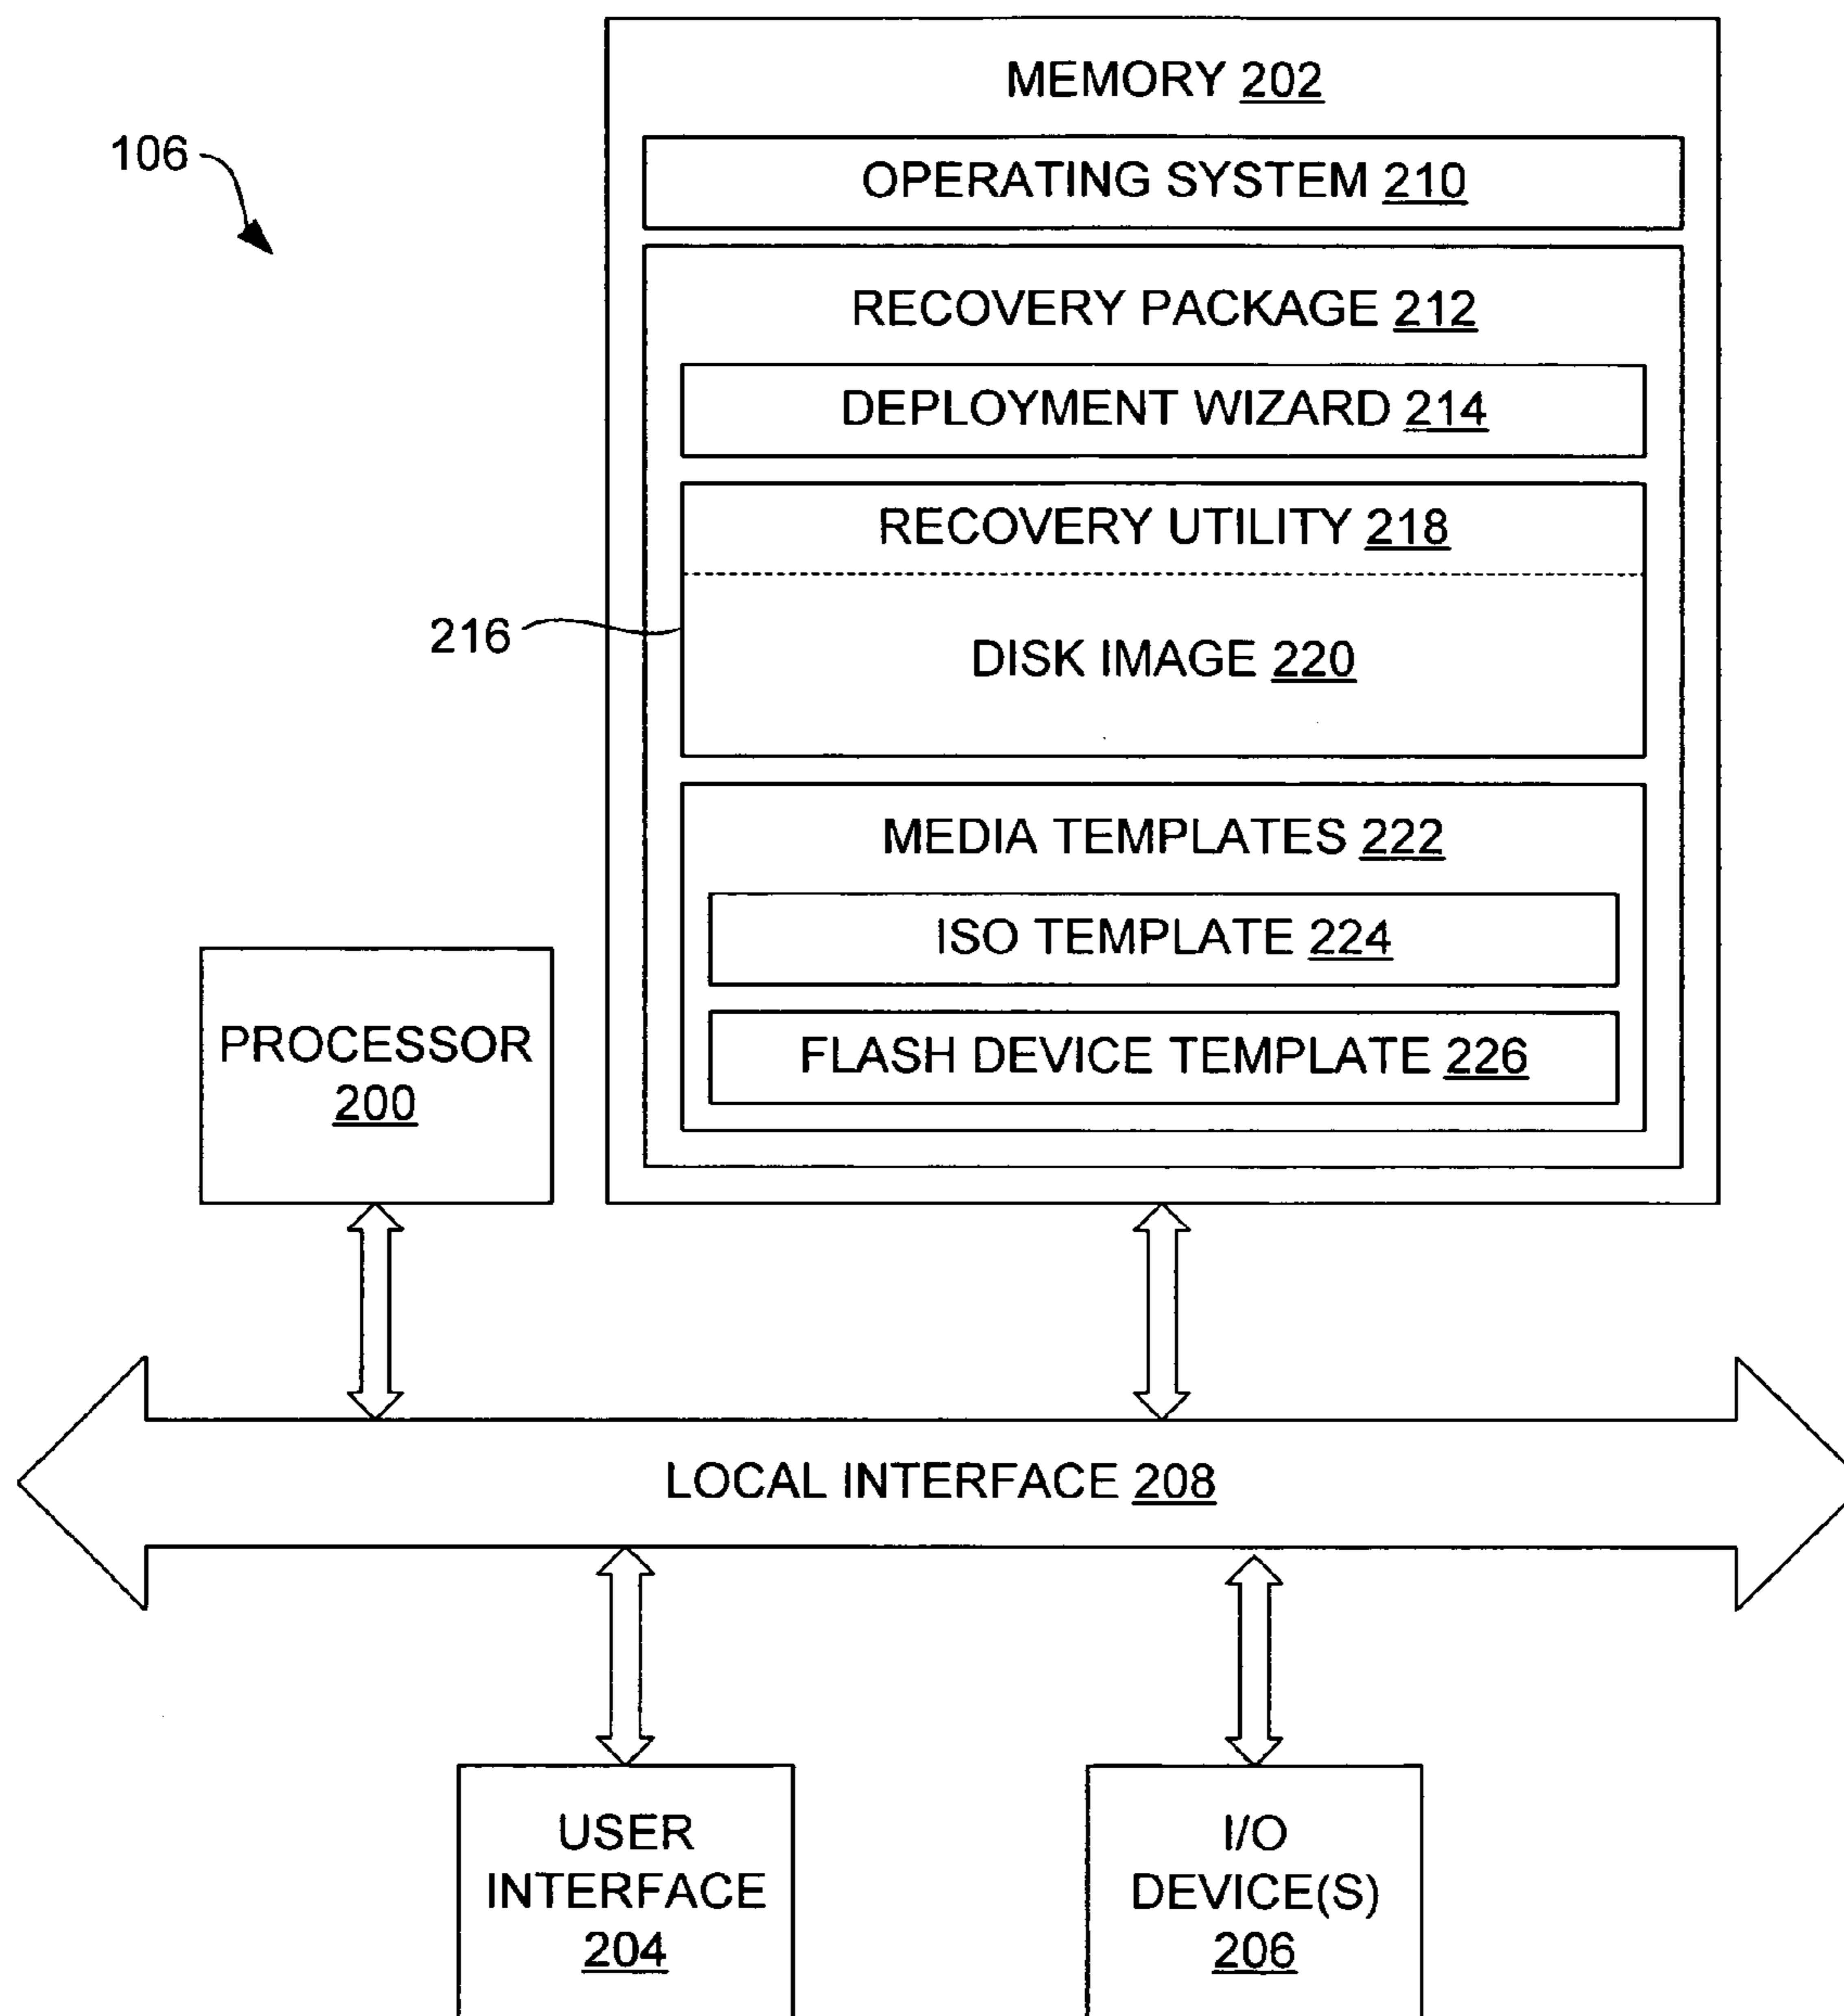 MEMORY 202
106
OPERATING SYSTEM 210
RECOVERY PACKAGE 212
DEPLOYMENT WIZARD 214
RECOVERY UTILITY 218
216
DISK IMAGE 220
MEDIA TEMPLATES 222
ISO TEMPLATE 224
FLASH DEVICE TEMPLATE 226
PROCESSOR
200
LOCAL INTERFACE 208
USER
INTERFACE
204
I/O
DEVICE(S)
206